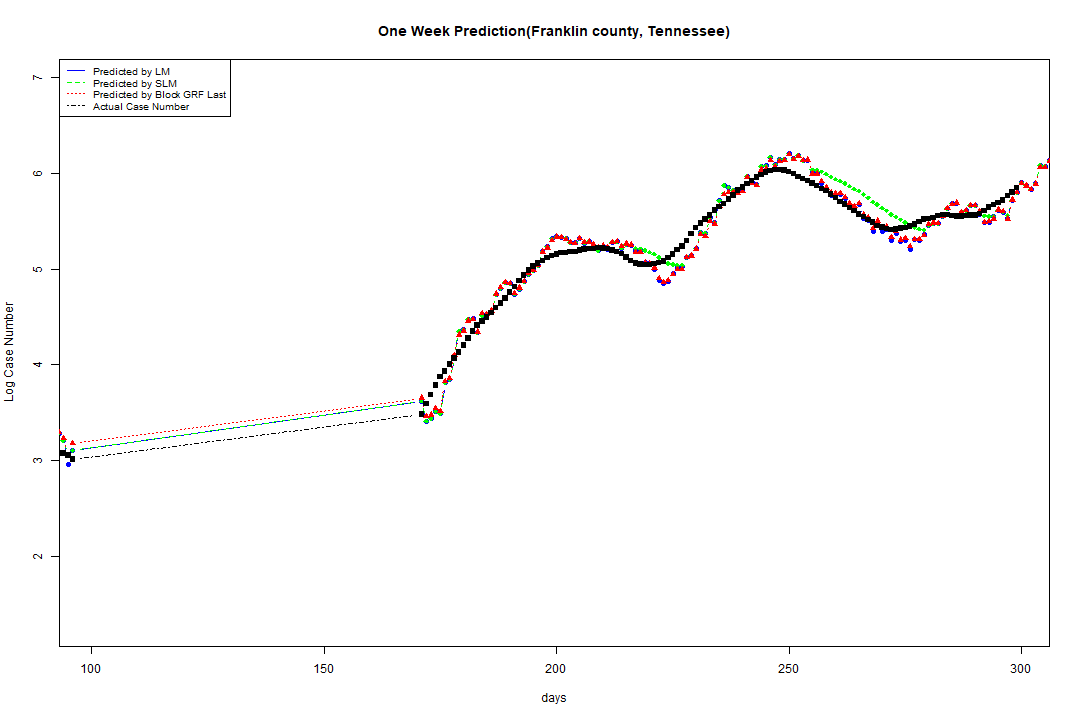 One Week Prediction(Franklin county, Tennessee)
Predicted by LM
Predicted by SLM
Predicted by Block GRF Last
Actual Case Number
7
6
5
4
3
2
Log Case Number
100 150 200 250 300
days